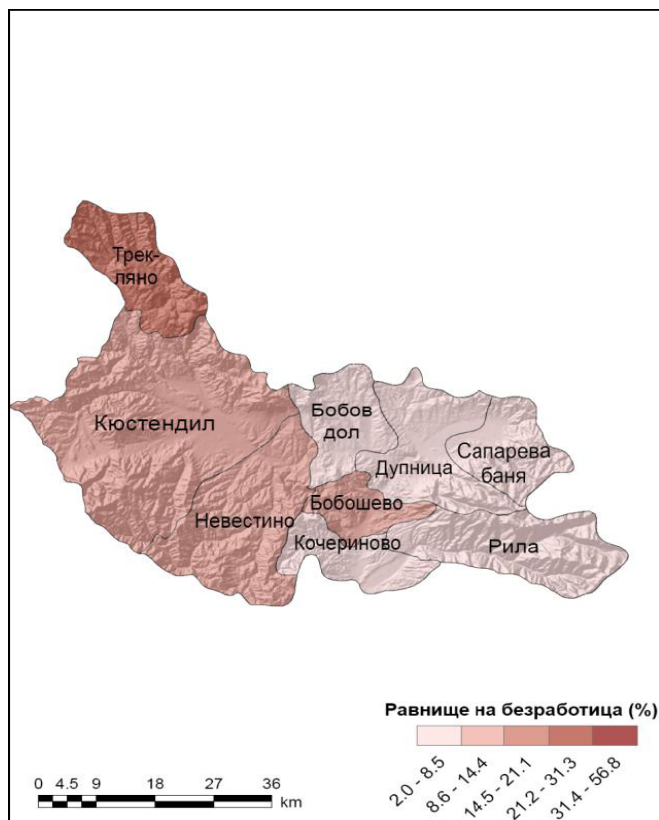 Трек-
ляно
Кюстендил
Бобов
дол
Дупница
Сапарева
баня
Невестино
Бобошево
Кочериново
Рила
Равнище на безработица (%)
2.0 - 8.5
8.6 - 14.4
14.5 - 21.1
21.2 - 31.3
31.4 - 56.8
0 4.5 9 18 27 36
km